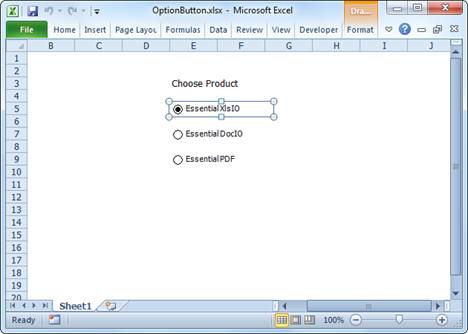 OptionButton.xlsx - Microsoft Excel
Dra...
File Home Insert Page Layou Formulas Data Review View Developer Format
B C D E F G H I J
1
2
3 Choose Product
4
5 Essential XlsIO
6
7 Essential DocIO
8
9 Essential PDF
10
11
12
13
14
15
16
17
18
19
20
Sheet1
Ready 100%